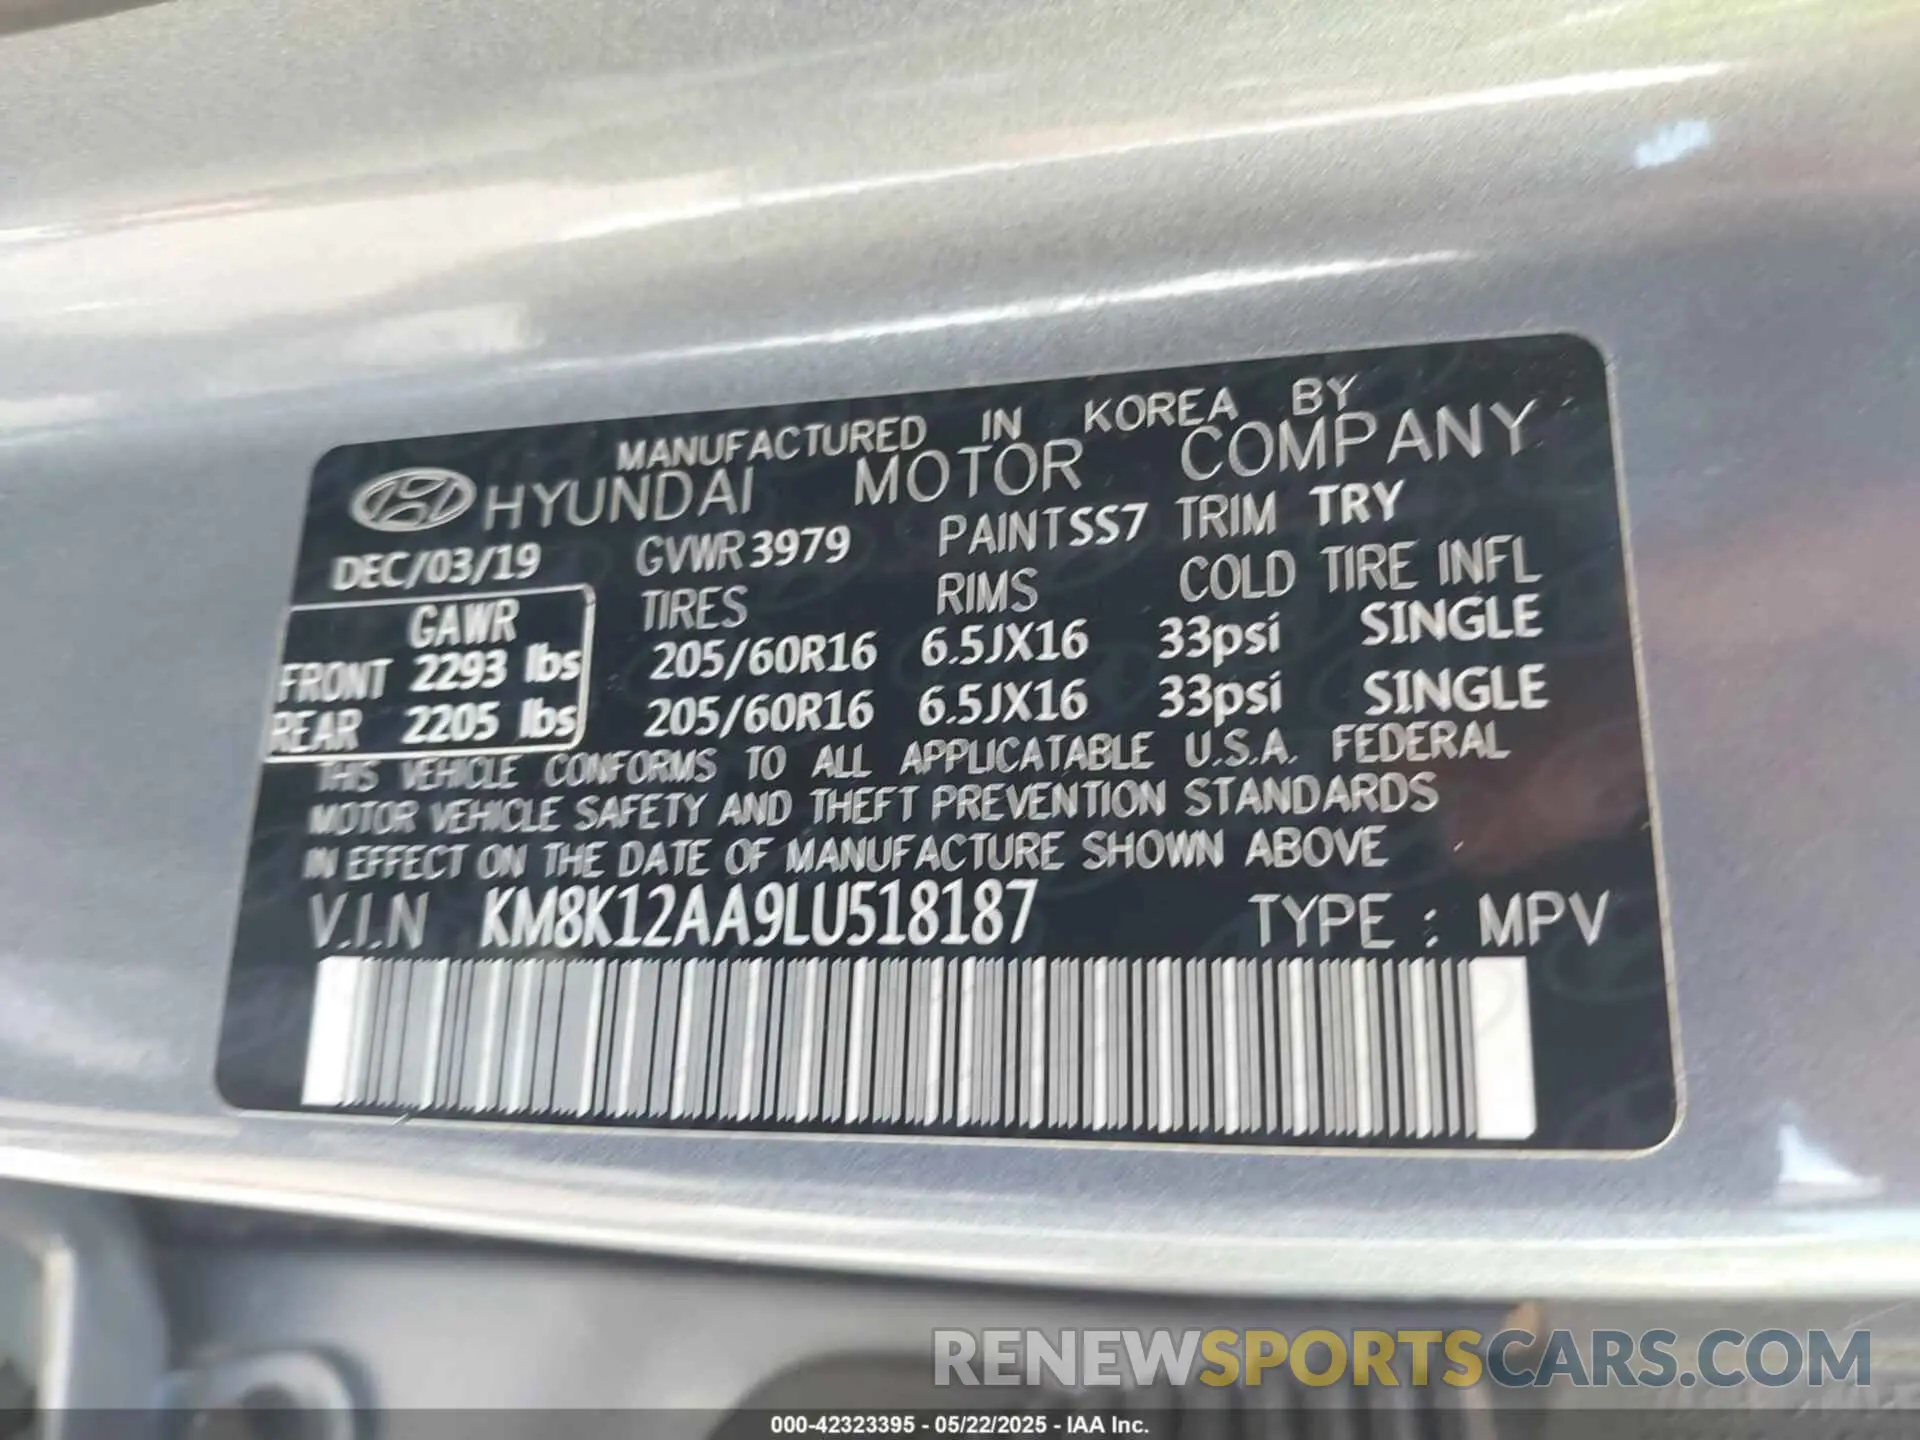 MANUFACTURED IN KOREA BY
HYUNDAI MOTOR COMPANY
DEC/03/19 GVWR 3979 PAINT SS7 TRIM TRY
GAWR TIRES RIMS COLD TIRE INFL
FRONT 2293 lbs 205/60R16 6.5JX16 33psi SINGLE
REAR 2205 lbs 205/60R16 6.5JX16 33psi SINGLE
THIS VEHICLE CONFORMS TO ALL APPLICATABLE U.S.A. FEDERAL
MOTOR VEHICLE SAFETY AND THEFT PREVENTION STANDARDS
IN EFFECT ON THE DATE OF MANUFACTURE SHOWN ABOVE
V.I.N KM8K12AA9LU518187 TYPE : MPV
RENEWSPORTSCARS.COM
000-42323395 - 05/22/2025 - IAA Inc.